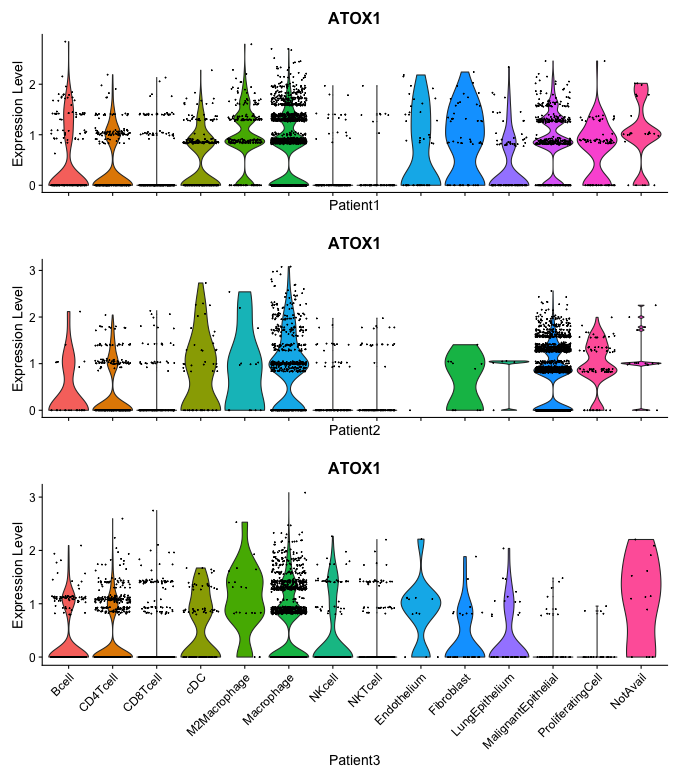 ATOX1
Expression Level
2
1
0
Patient1
ATOX1
Expression Level
3
2
1
0
Patient2
ATOX1
Expression Level
3
2
1
0
Bcell
CD4Tcell
CD8Tcell
cDC
M2Macrophage
Macrophage
NKcell
NKTcell
Endothelium
Fibroblast
LungEpithelium
MalignantEpithelial
ProliferatingCell
NotAvail
Patient3